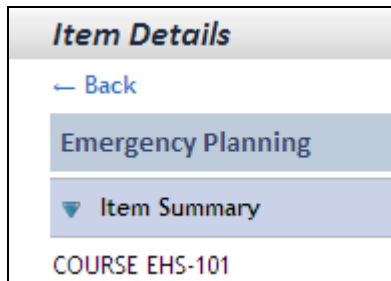 Item Details
← Back
Emergency Planning
Item Summary
COURSE EHS-101